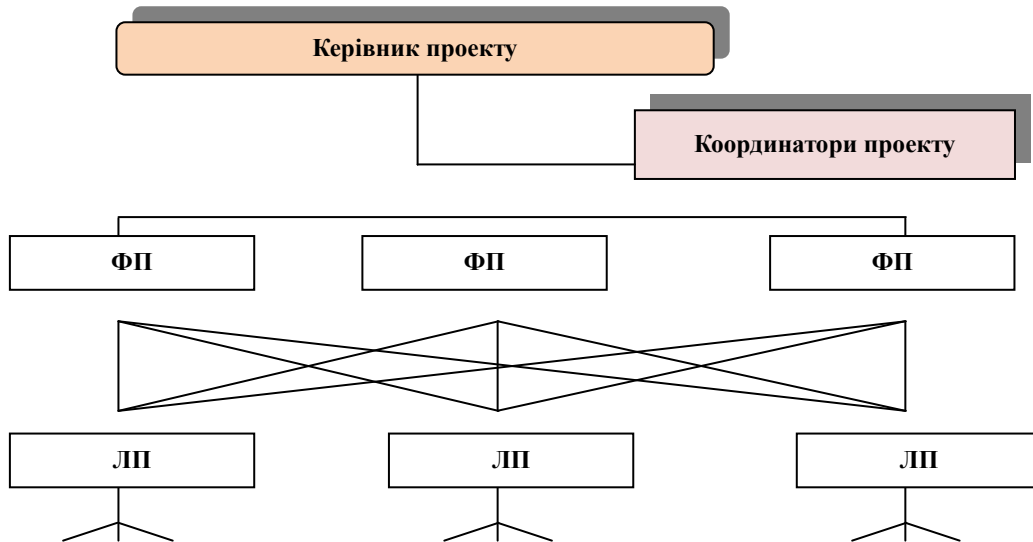 Керівник проекту
Координатори проекту
ФП ФП ФП
ЛП ЛП ЛП